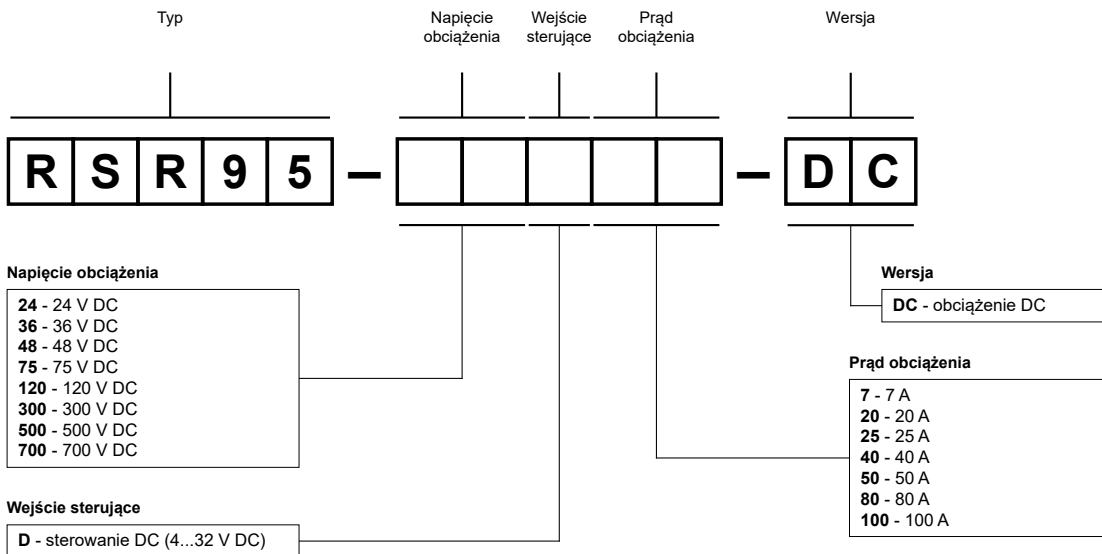 Typ
Napięcie obciążenia
Wejście sterujące
Prąd obciążenia
Wersja
RSR95 – – DC
Napięcie obciążenia
24 - 24 V DC
36 - 36 V DC
48 - 48 V DC
75 - 75 V DC
120 - 120 V DC
300 - 300 V DC
500 - 500 V DC
700 - 700 V DC
Wejście sterujące
D - sterowanie DC (4...32 V DC)
Wersja
DC - obciążenie DC
Prąd obciążenia
7 - 7 A
20 - 20 A
25 - 25 A
40 - 40 A
50 - 50 A
80 - 80 A
100 - 100 A